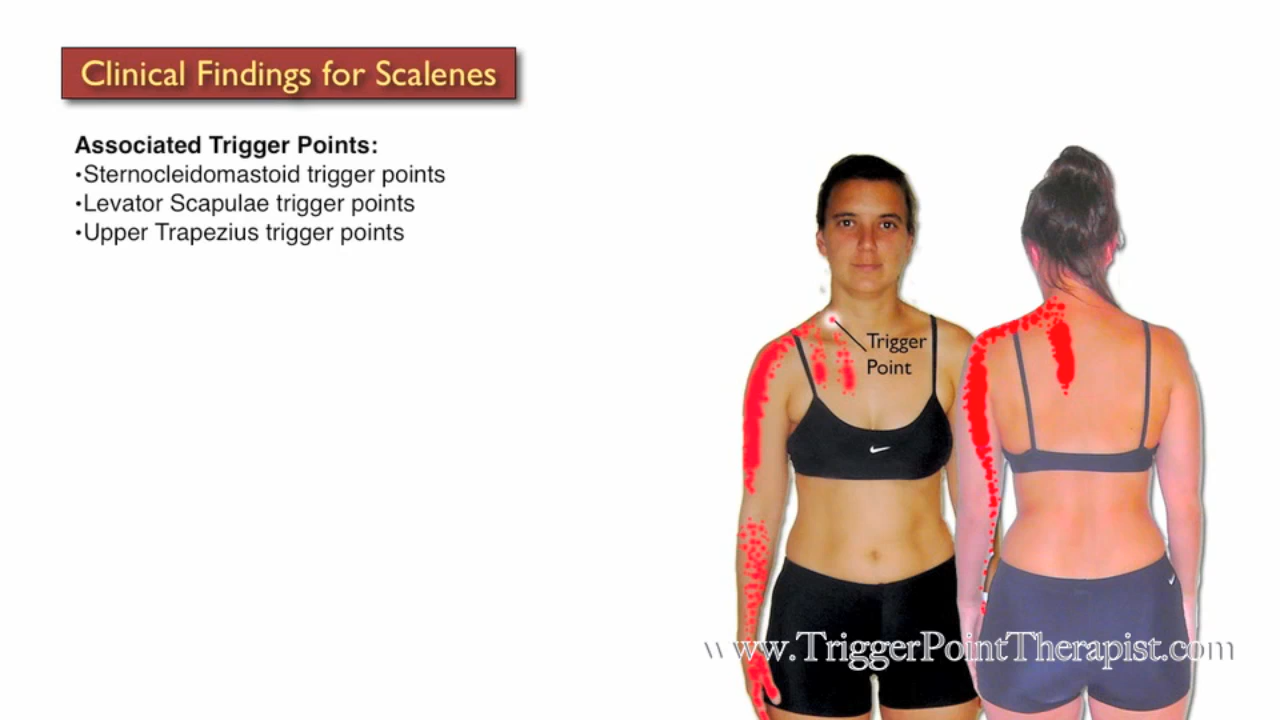 Clinical Findings for Scalenes
Associated Trigger Points:
•Sternocleidomastoid trigger points
•Levator Scapulae trigger points
•Upper Trapezius trigger points
Trigger
Point
www.TriggerPointTherapist.com